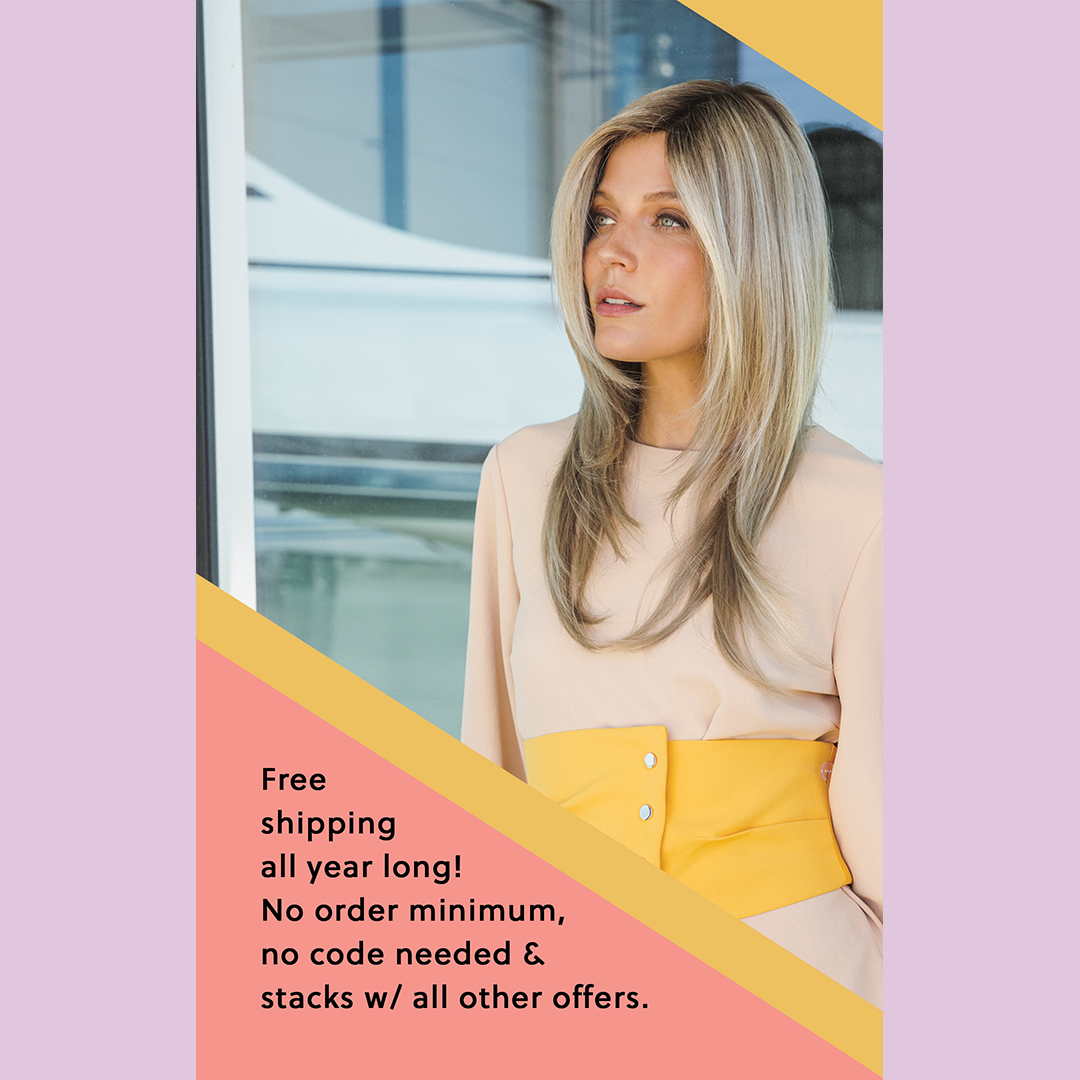 Free
shipping
all year long!
No order minimum,
no code needed &
stacks w/ all other offers.